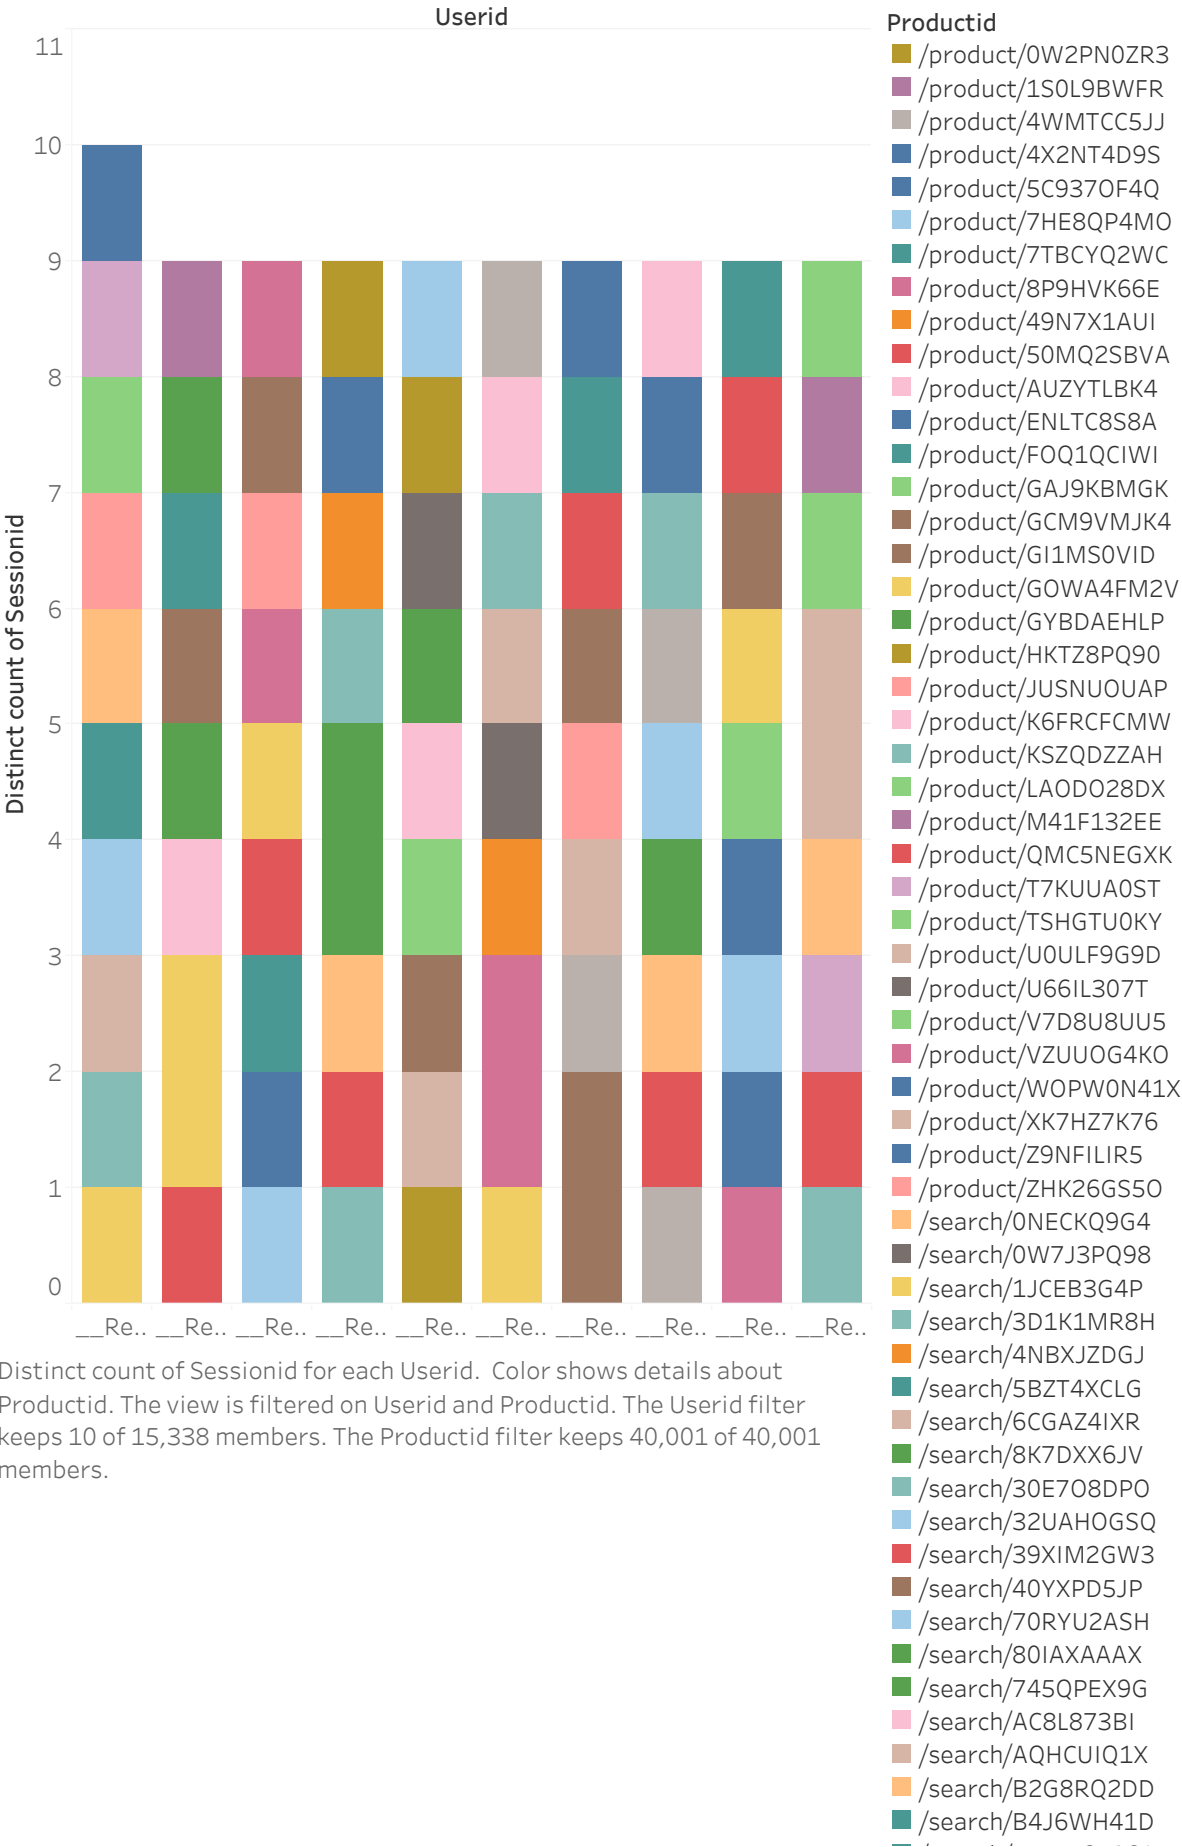 Userid
11
10
9
8
7
6
5
4
3
2
1
0
Distinct count of Sessionid
__Re.. __Re.. __Re.. __Re.. __Re.. __Re.. __Re.. __Re.. __Re.. __Re..
Distinct count of Sessionid for each Userid.  Color shows details about
Productid. The view is filtered on Userid and Productid. The Userid filter
keeps 10 of 15,338 members. The Productid filter keeps 40,001 of 40,001
members.
Productid
/product/0W2PN0ZR3
/product/1S0L9BWFR
/product/4WMTCC5JJ
/product/4X2NT4D9S
/product/5C937OF4Q
/product/7HE8QP4MO
/product/7TBCYQ2WC
/product/8P9HVK66E
/product/49N7X1AUI
/product/50MQ2SBVA
/product/AUZYTLBK4
/product/ENLTC8S8A
/product/FOQ1QCIWI
/product/GAJ9KBMGK
/product/GCM9VMJK4
/product/GI1MS0VID
/product/GOWA4FM2V
/product/GYBDAEHLP
/product/HKTZ8PQ90
/product/JUSNUOUAP
/product/K6FRCFCMW
/product/KSZQDZZAH
/product/LAODO28DX
/product/M41F132EE
/product/QMC5NEGXK
/product/T7KUUA0ST
/product/TSHGTU0KY
/product/U0ULF9G9D
/product/U66IL307T
/product/V7D8U8UU5
/product/VZUUOG4KO
/product/WOPW0N41X
/product/XK7HZ7K76
/product/Z9NFILIR5
/product/ZHK26GS5O
/search/0NECKQ9G4
/search/0W7J3PQ98
/search/1JCEB3G4P
/search/3D1K1MR8H
/search/4NBXJZDGJ
/search/5BZT4XCLG
/search/6CGAZ4IXR
/search/8K7DXX6JV
/search/30E7O8DPO
/search/32UAHOGSQ
/search/39XIM2GW3
/search/40YXPD5JP
/search/70RYU2ASH
/search/80IAXAAAX
/search/745QPEX9G
/search/AC8L873BI
/search/AQHCUIQ1X
/search/B2G8RQ2DD
/search/B4J6WH41D